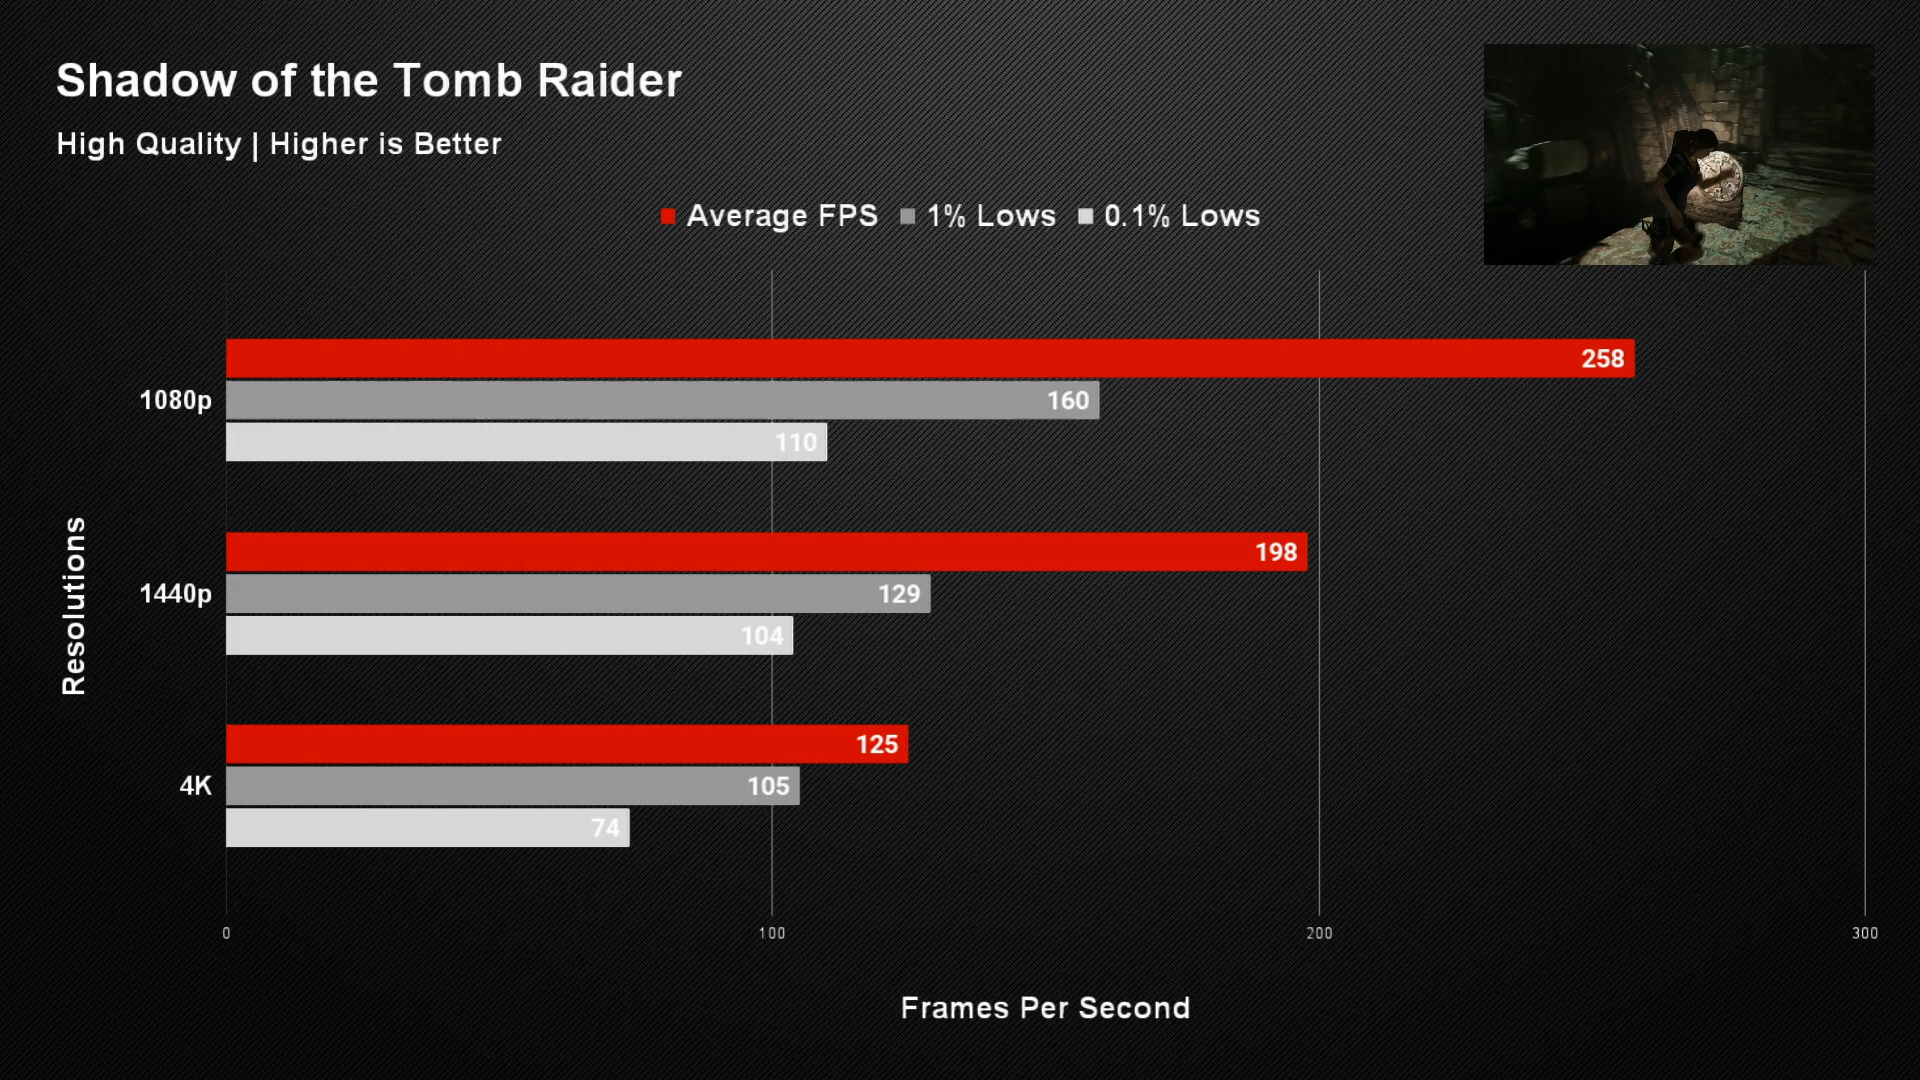 Shadow of the Tomb Raider
High Quality | Higher is Better
Average FPS 1% Lows 0.1% Lows
258
1080p 160
110
198
1440p 129
104
125
4K 105
74
Resolutions
0 100 200 300
Frames Per Second